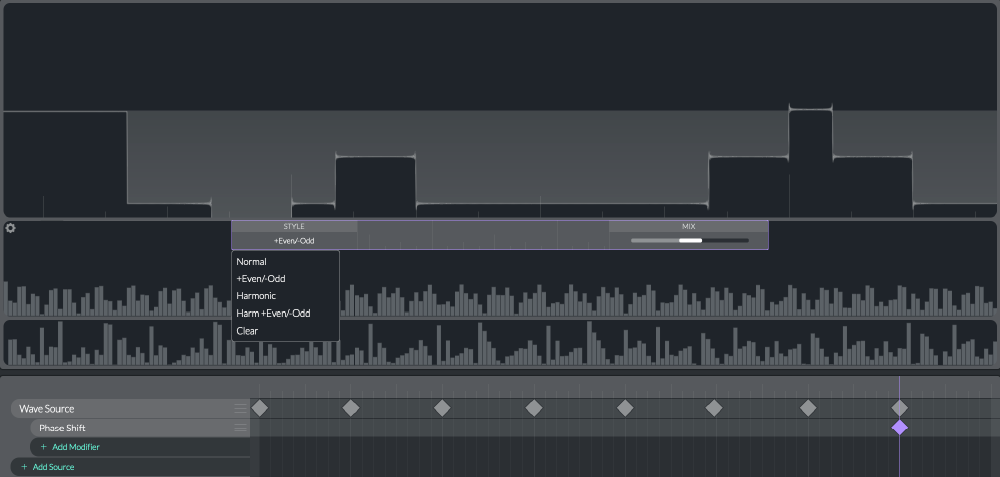 STYLE MIX
+Even/-Odd
Normal
+Even/-Odd
Harmonic
Harm +Even/-Odd
Clear
Wave Source
Phase Shift
+ Add Modifier
+ Add Source